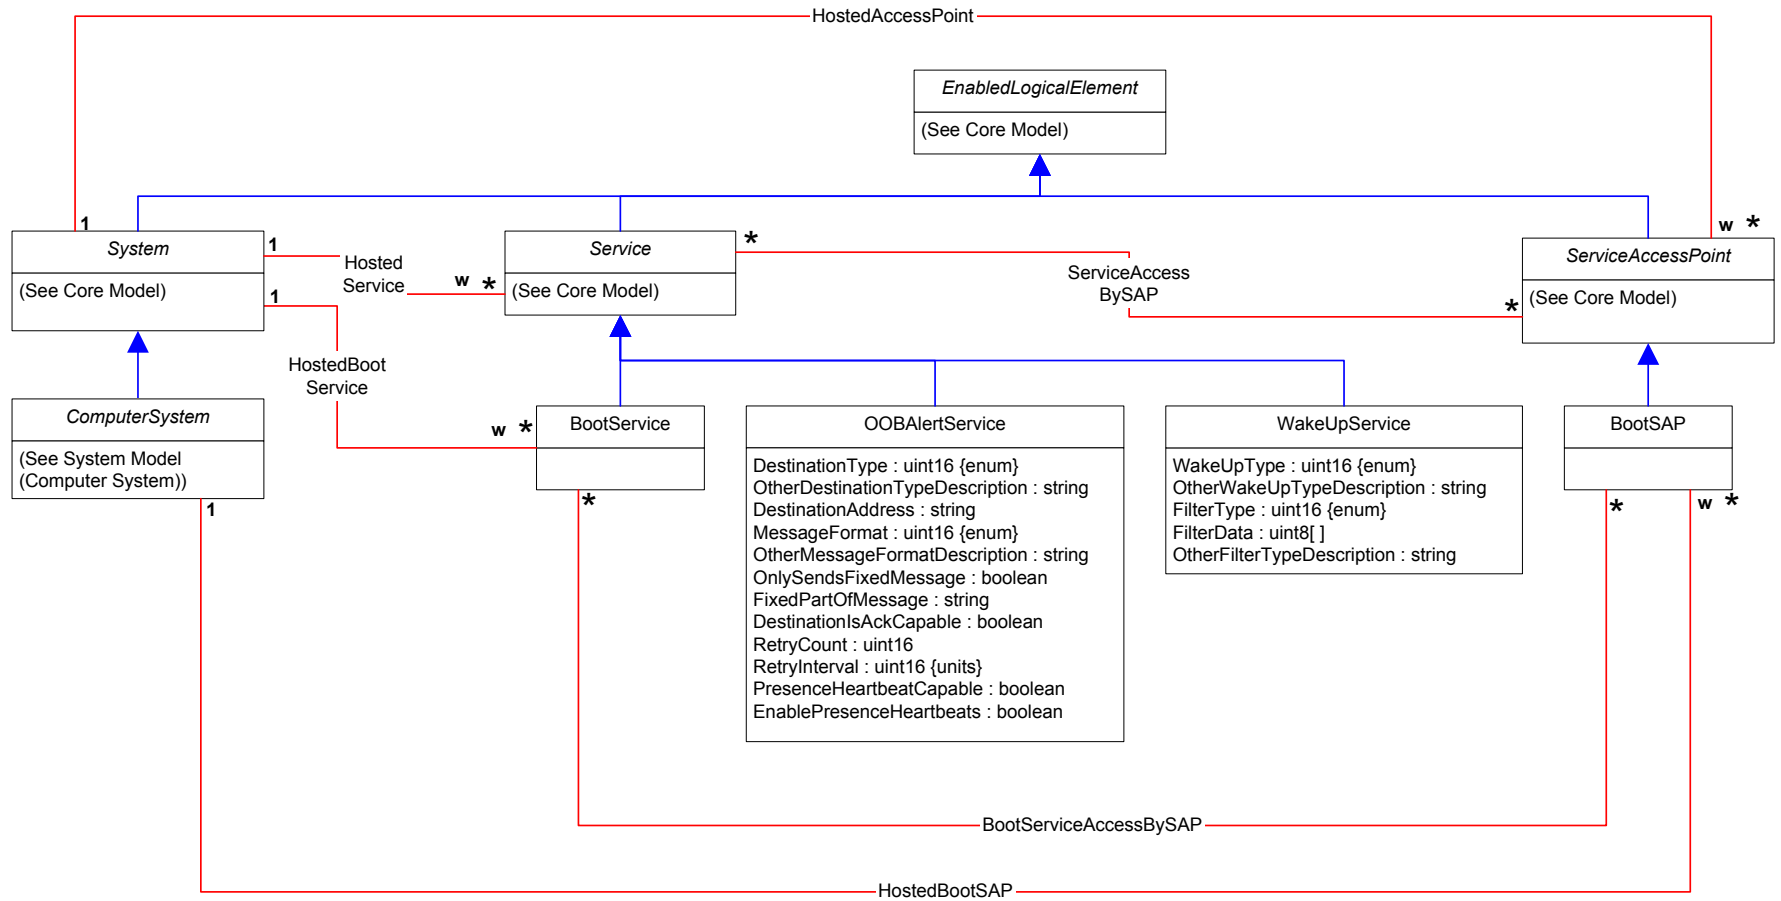 HostedAccessPoint
EnabledLogicalElement
(See Core Model)
1
w *
System
(See Core Model)
1
1
Hosted
Service
w *
Service
(See Core Model)
*
ServiceAccess
BySAP
*
ServiceAccessPoint
(See Core Model)
HostedBoot
Service
w *
ComputerSystem
(See System Model
(Computer System))
1
BootService
*
OOBAlertService
DestinationType : uint16 {enum}
OtherDestinationTypeDescription : string
DestinationAddress : string
MessageFormat : uint16 {enum}
OtherMessageFormatDescription : string
OnlySendsFixedMessage : boolean
FixedPartOfMessage : string
DestinationIsAckCapable : boolean
RetryCount : uint16
RetryInterval : uint16 {units}
PresenceHeartbeatCapable : boolean
EnablePresenceHeartbeats : boolean
WakeUpService
WakeUpType : uint16 {enum}
OtherWakeUpTypeDescription : string
FilterType : uint16 {enum}
FilterData : uint8[ ]
OtherFilterTypeDescription : string
BootSAP
*
w *
BootServiceAccessBySAP
HostedBootSAP